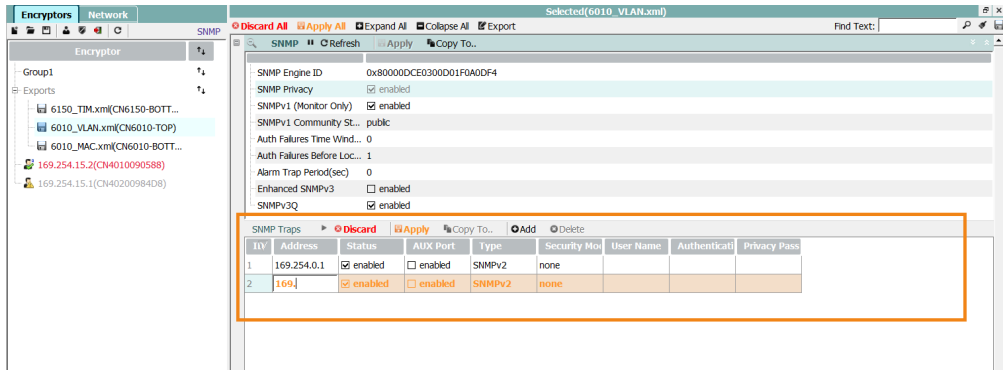 Encryptors Network
SNMP
Encryptor
Group1
Exports
6150_TIM.xml(CN6150-BOTT...
6010_VLAN.xml(CN6010-TOP)
6010_MAC.xml(CN6010-BOTT...
169.254.15.2(CN4010090588)
169.254.15.1(CN40200984D8)
Selected(6010_VLAN.xml)
Discard All Apply All Expand All Collapse All Export Find Text:
SNMP Refresh Apply Copy To..
SNMP Engine ID 0x80000DCE0300D01F0A0DF4
SNMP Privacy enabled
SNMPv1 (Monitor Only) enabled
SNMPv1 Community St... public
Auth Failures Time Wind... 0
Auth Failures Before Loc... 1
Alarm Trap Period(sec) 0
Enhanced SNMPv3 enabled
SNMPv3Q enabled
SNMP Traps Discard Apply Copy To.. Add Delete
Address Status AUX Port Type Security Mo User Name Authenticati Privacy Pass
1 169.254.0.1 enabled enabled SNMPv2 none
2 169. enabled enabled SNMPv2 none